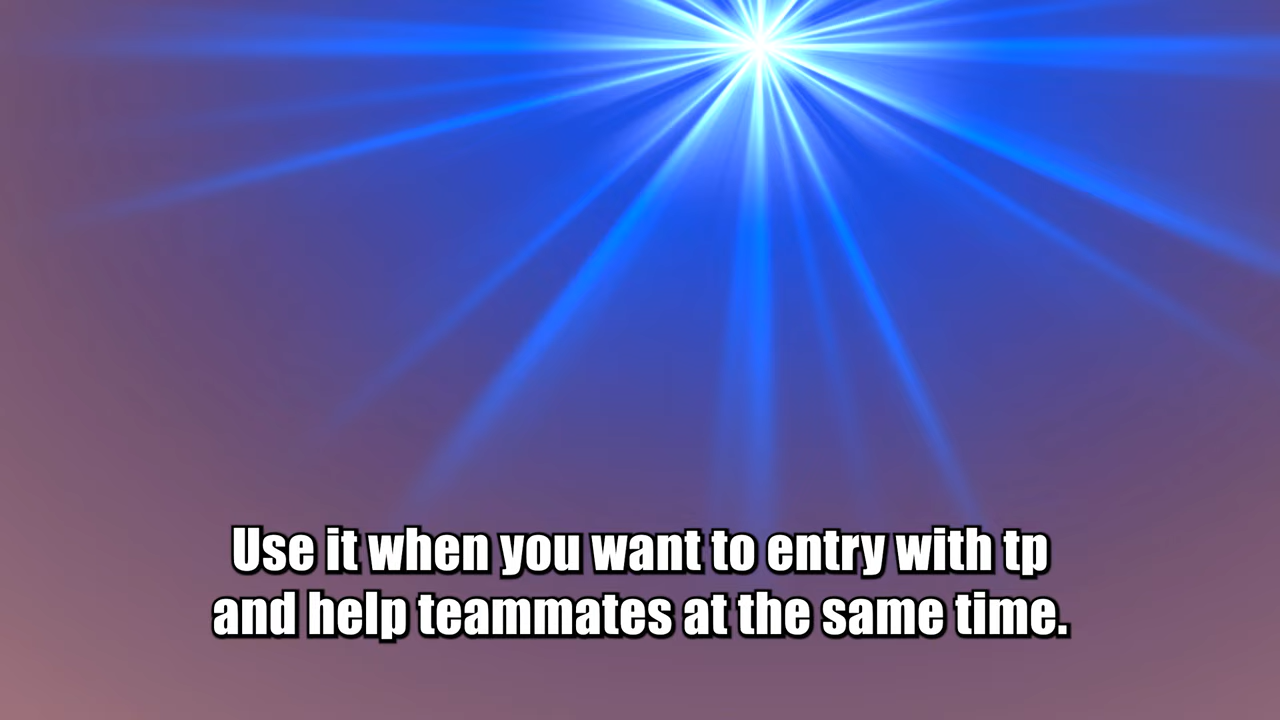 Use it when you want to entry with tp
and help teammates at the same time.